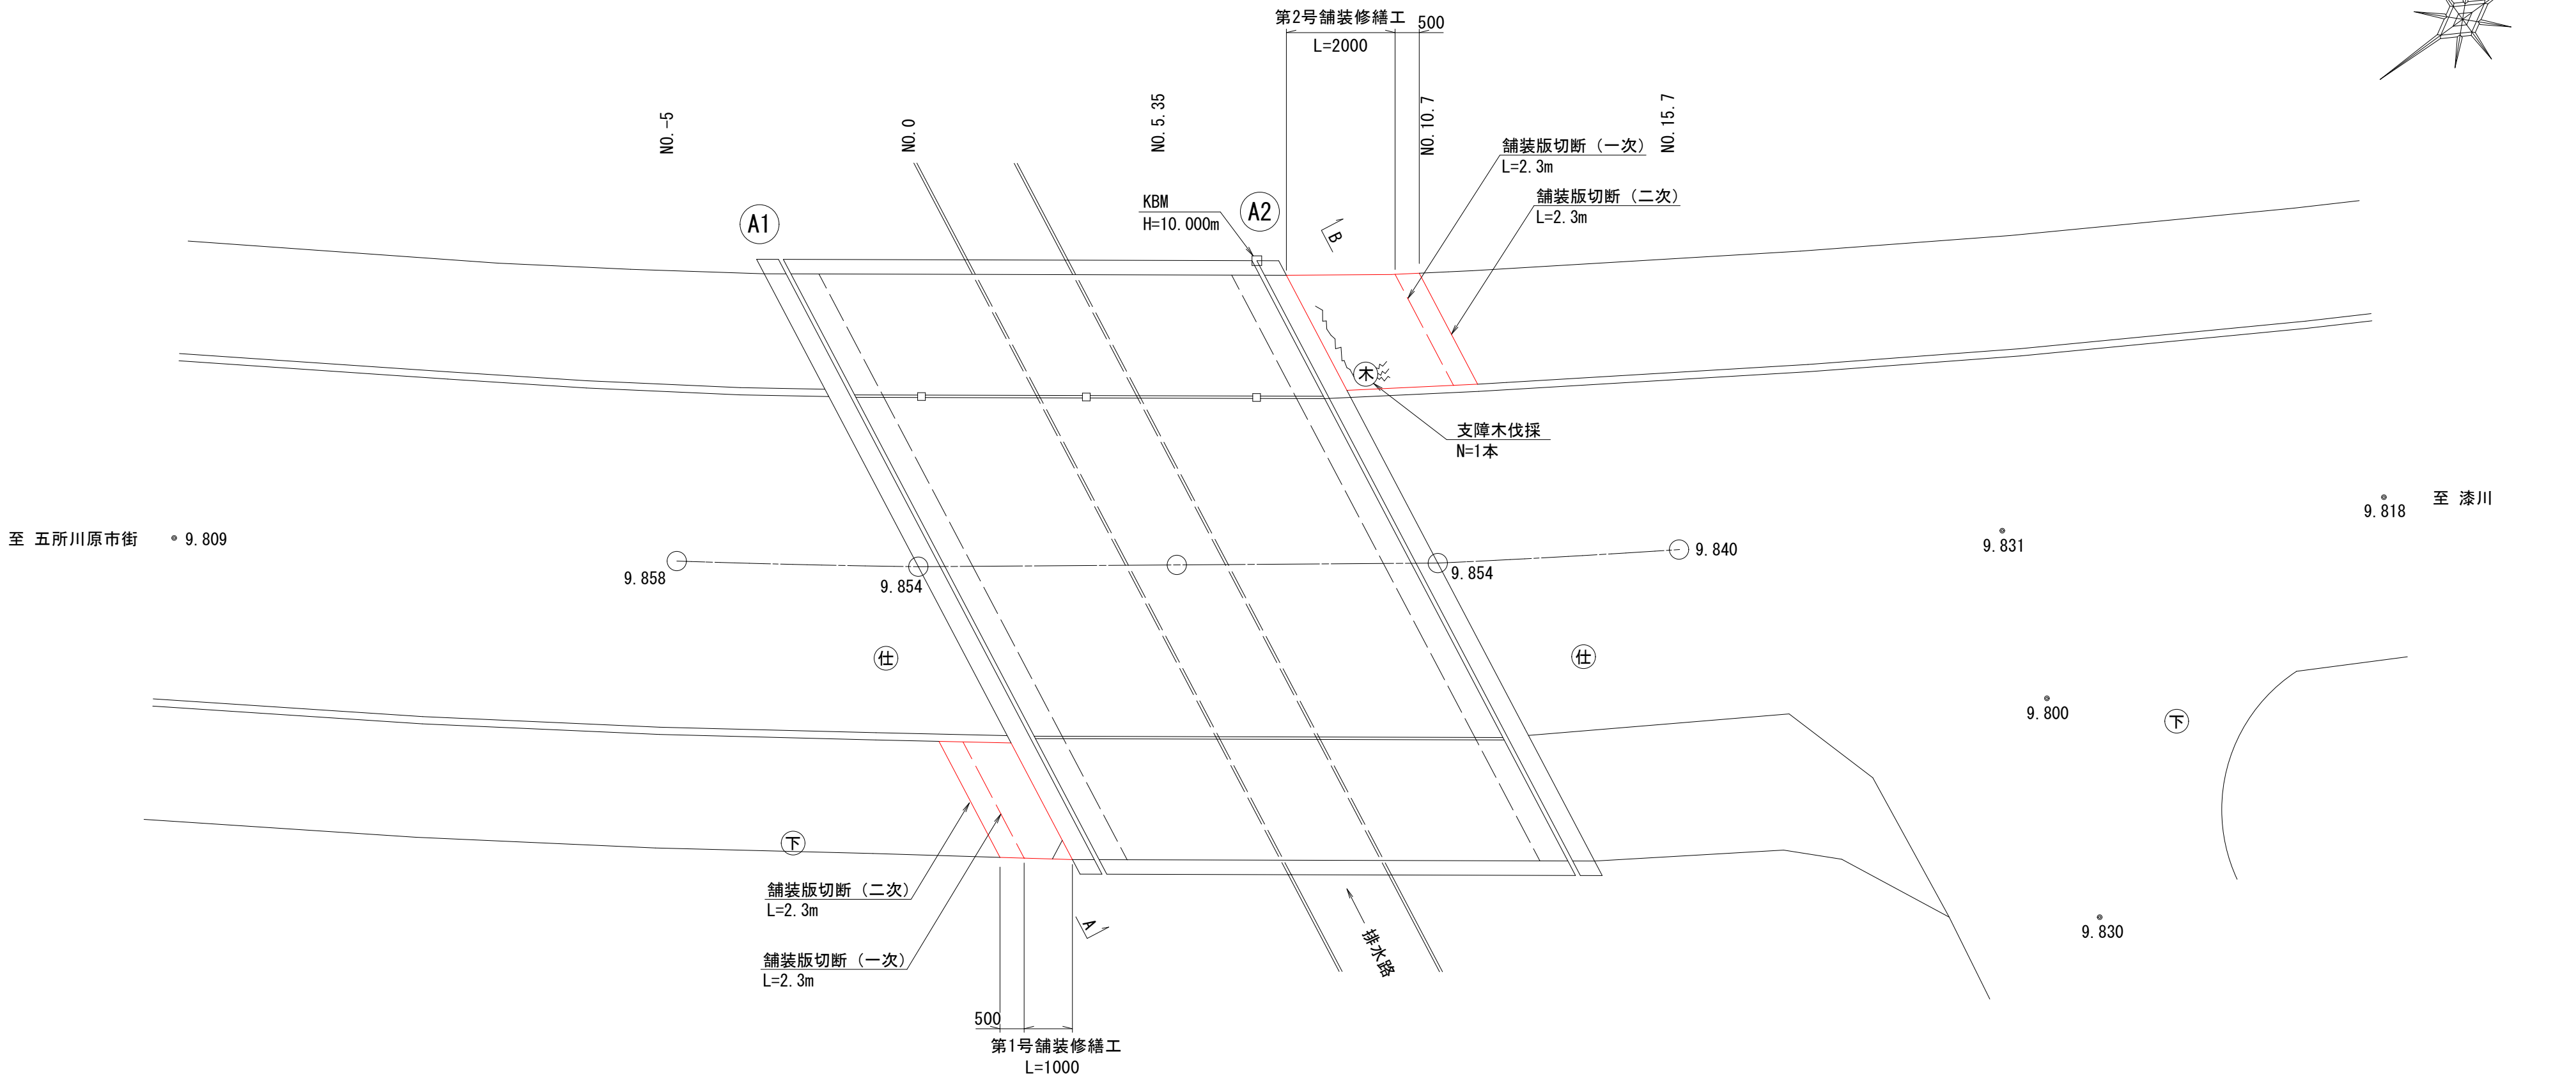 第2号舗装修繕工
500
L=2000
NO.-5
NO.0
NO.5.35
NO.10.7
NO.15.7
舗装版切断（一次）
L=2.3m
舗装版切断（二次）
L=2.3m
KBM
H=10.000m
A1
A2
B
木
支障木伐採
N=1本
至 五所川原市街
9.809
9.858
9.854
9.854
9.840
9.831
9.818
至 漆川
仕
仕
9.800
下
下
9.830
舗装版切断（二次）
L=2.3m
舗装版切断（一次）
L=2.3m
A
排水路
500
第1号舗装修繕工
L=1000